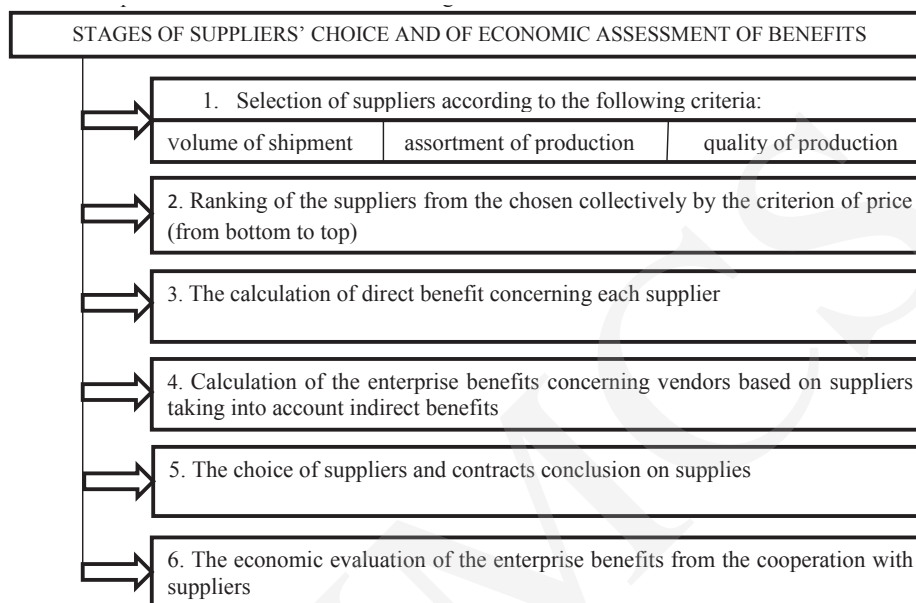 STAGES OF SUPPLIERS’ CHOICE AND OF ECONOMIC ASSESSMENT OF BENEFITS
1. Selection of suppliers according to the following criteria:
volume of shipment assortment of production quality of production
2. Ranking of the suppliers from the chosen collectively by the criterion of price
(from bottom to top)
3. The calculation of direct benefit concerning each supplier
4. Calculation of the enterprise benefits concerning vendors based on suppliers
taking into account indirect benefits
5. The choice of suppliers and contracts conclusion on supplies
6. The economic evaluation of the enterprise benefits from the cooperation with
suppliers